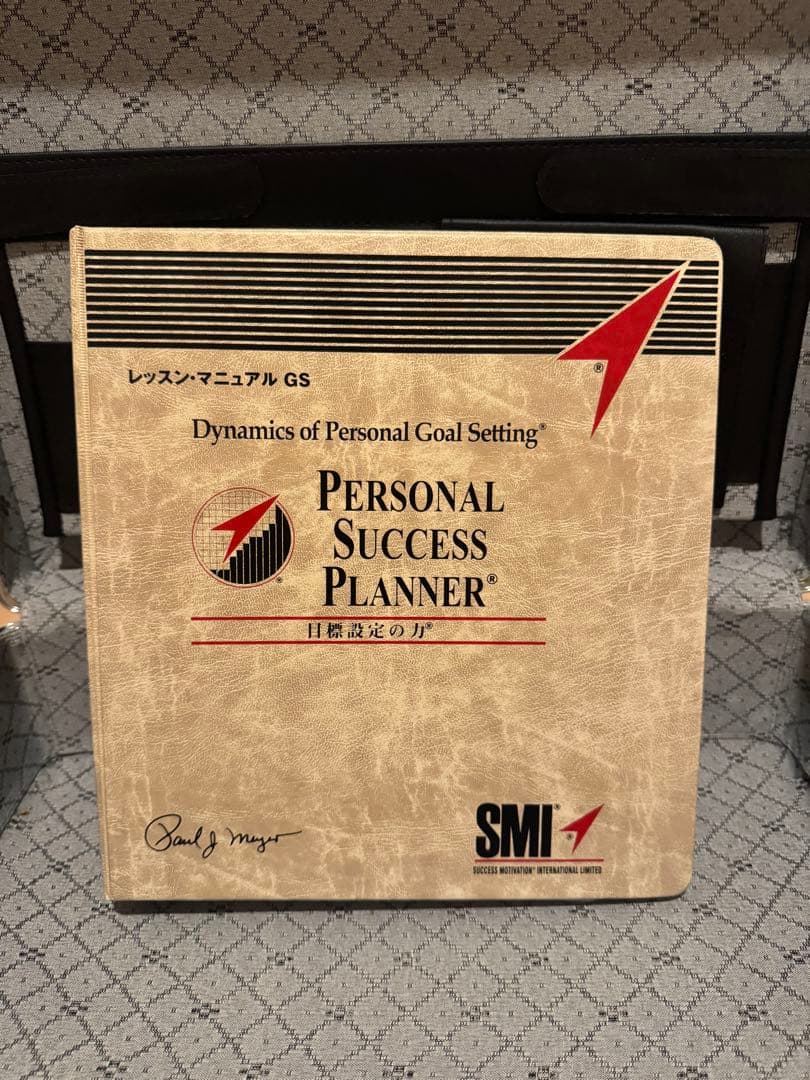 レッスン・マニュアル GS
Dynamics of Personal Goal Setting®
PERSONAL
SUCCESS
PLANNER®
目標設定の力®
Paul J Meyer
SMI®
SUCCESS MOTIVATION® INTERNATIONAL LIMITED